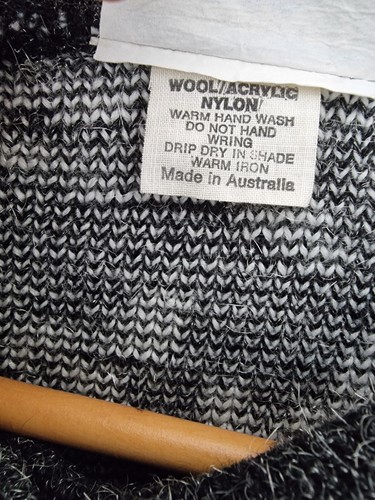 WOOL/ACRYLIC
NYLON/
WARM HAND WASH
DO NOT HAND
WRING
DRIP DRY IN SHADE
WARM IRON
Made in Australia